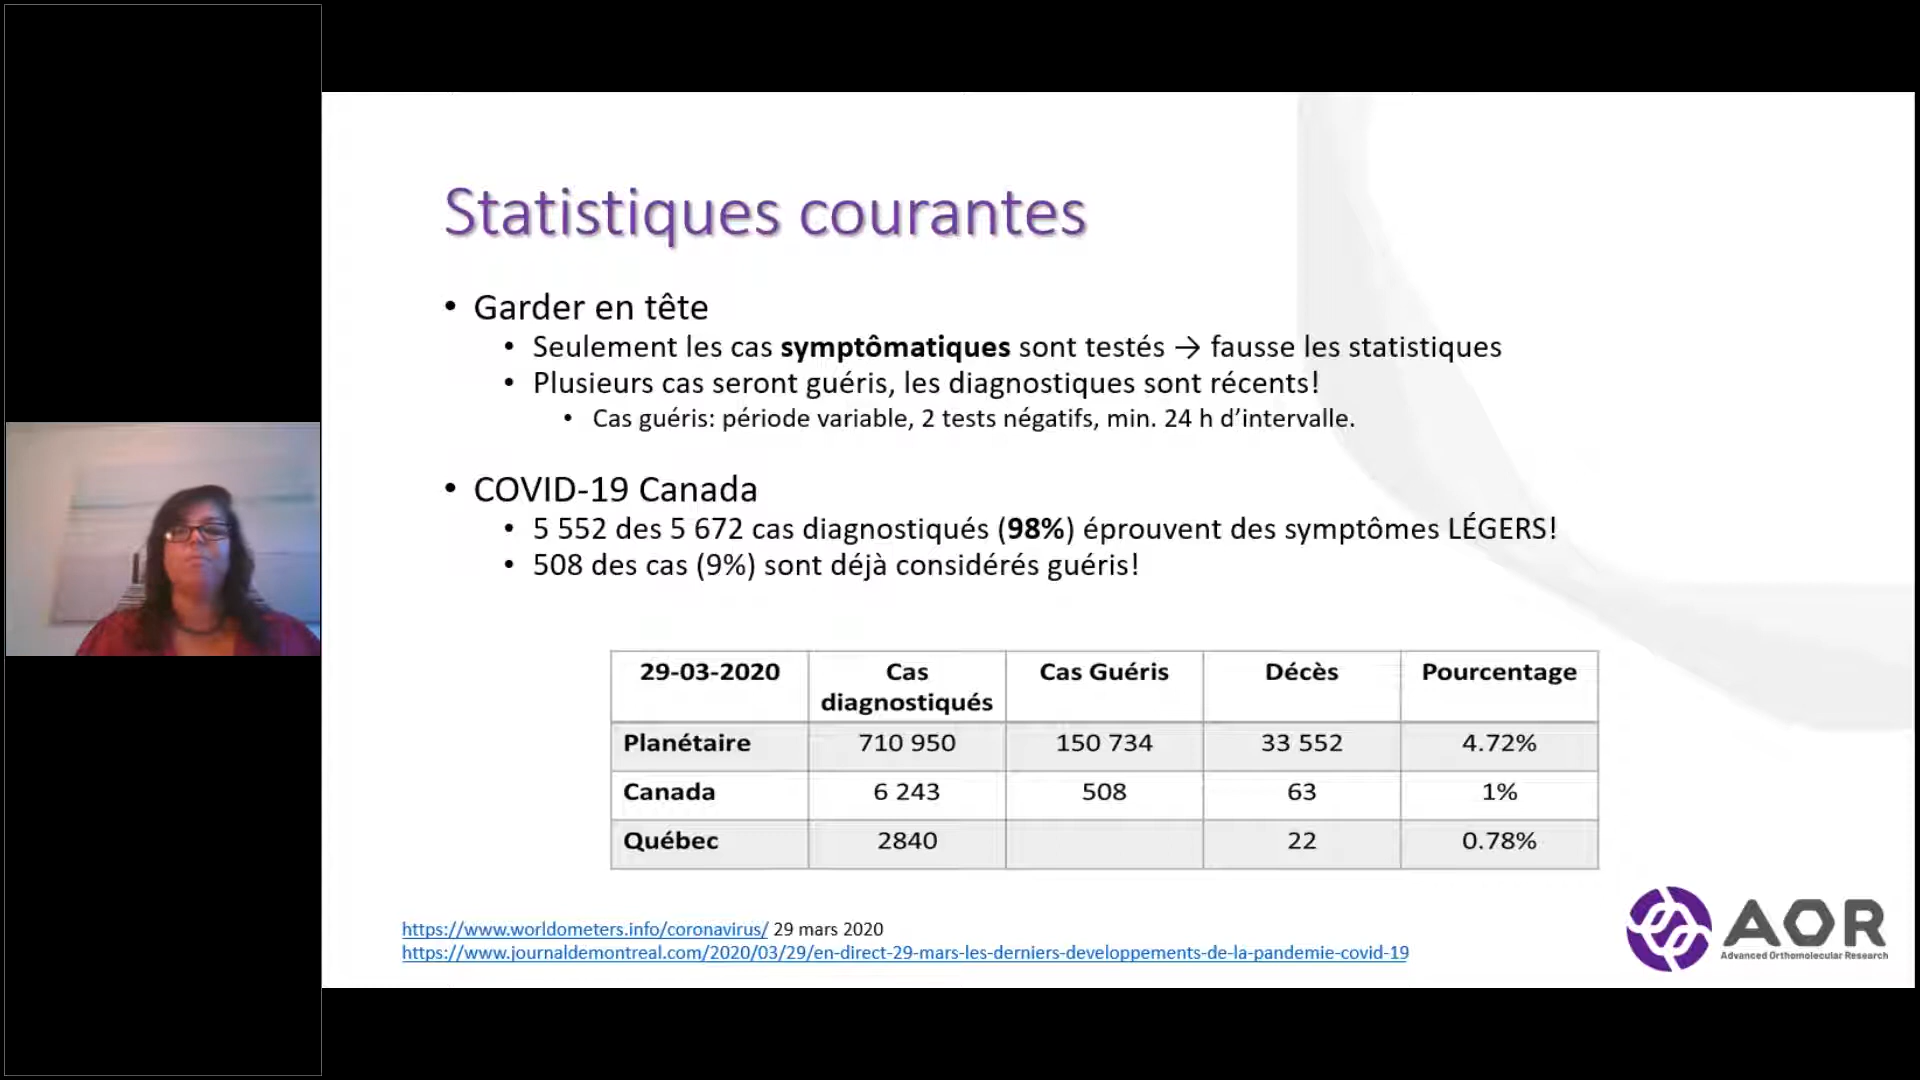 Statistiques courantes
• Garder en tête
• Seulement les cas symptômatiques sont testés → fausse les statistiques
• Plusieurs cas seront guéris, les diagnostiques sont récents!
• Cas guéris: période variable, 2 tests négatifs, min. 24 h d’intervalle.
• COVID-19 Canada
• 5 552 des 5 672 cas diagnostiqués (98%) éprouvent des symptômes LÉGERS!
• 508 des cas (9%) sont déjà considérés guéris!
29-03-2020 Cas diagnostiqués Cas Guéris Décès Pourcentage
Planétaire 710 950 150 734 33 552 4.72%
Canada 6 243 508 63 1%
Québec 2840 22 0.78%
https://www.worldometers.info/coronavirus/ 29 mars 2020
https://www.journaldemontreal.com/2020/03/29/en-direct-29-mars-les-derniers-developpements-de-la-pandemie-covid-19
AOR
Advanced Orthomolecular Research